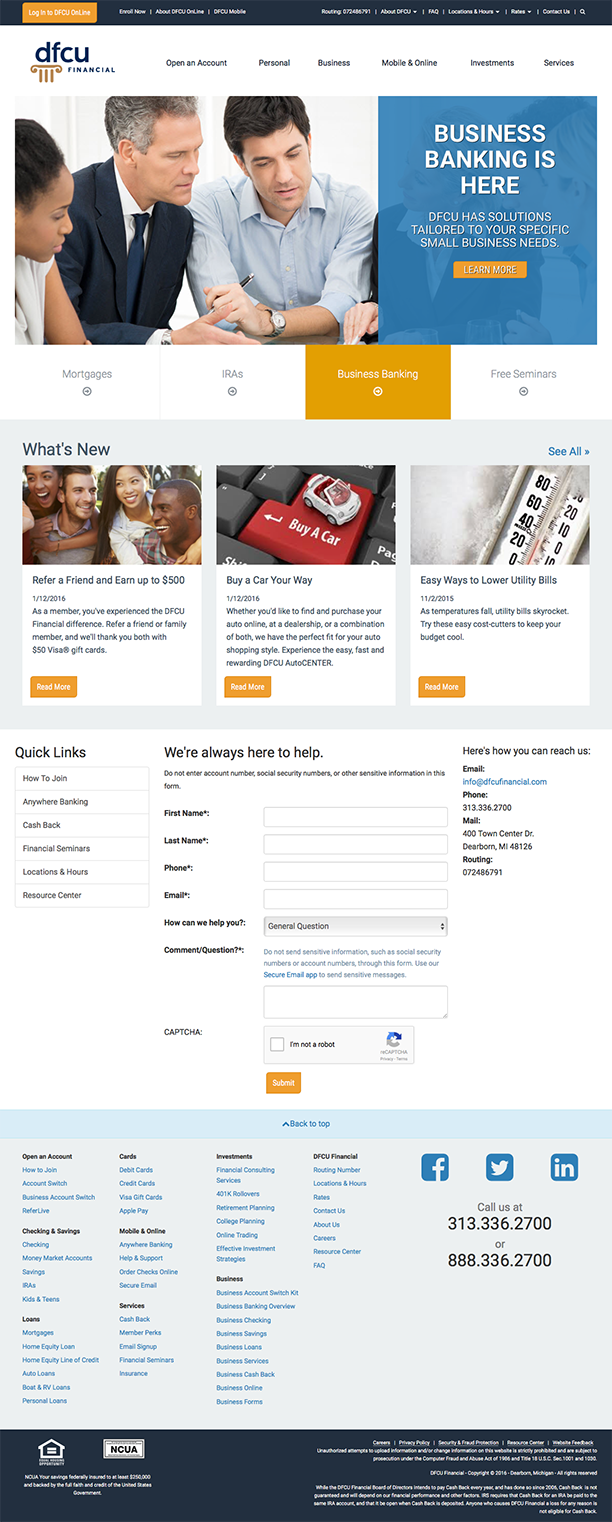 Log In to DFCU OnLine
Enroll Now | About DFCU OnLine | DFCU Mobile
Routing: 072486791 | About DFCU | FAQ | Locations & Hours | Rates | Contact Us |
dfcu
FINANCIAL
Open an Account
Personal
Business
Mobile & Online
Investments
Services
BUSINESS
BANKING IS
HERE
DFCU HAS SOLUTIONS
TAILORED TO YOUR SPECIFIC
SMALL BUSINESS NEEDS.
LEARN MORE
Mortgages
IRAs
Business Banking
Free Seminars
What's New
See All »
Buy A Car
Refer a Friend and Earn up to $500
1/12/2016
As a member, you've experienced the DFCU
Financial difference. Refer a friend or family
member, and we'll thank you both with
$50 Visa® gift cards.
Read More
Buy a Car Your Way
1/12/2016
Whether you'd like to find and purchase your
auto online, at a dealership, or a combination
of both, we have the perfect fit for your auto
shopping style. Experience the easy, fast and
rewarding DFCU AutoCENTER.
Read More
Easy Ways to Lower Utility Bills
11/2/2015
As temperatures fall, utility bills skyrocket.
Try these easy cost-cutters to keep your
budget cool.
Read More
Quick Links
How To Join
Anywhere Banking
Cash Back
Financial Seminars
Locations & Hours
Resource Center
We're always here to help.
Do not enter account number, social security numbers, or other sensitive information in this
form.
First Name*:
Last Name*:
Phone*:
Email*:
How can we help you?:
General Question
Comment/Question?*:
Do not send sensitive information, such as social security
numbers or account numbers, through this form. Use our
Secure Email app to send sensitive messages.
CAPTCHA:
I'm not a robot
reCAPTCHA
Privacy - Terms
Submit
Here's how you can reach us:
Email:
info@dfcufinancial.com
Phone:
313.336.2700
Mail:
400 Town Center Dr.
Dearborn, MI 48126
Routing:
072486791
Back to top
Open an Account
How to Join
Account Switch
Business Account Switch
ReferLive
Checking & Savings
Checking
Money Market Accounts
Savings
IRAs
Kids & Teens
Loans
Mortgages
Home Equity Loan
Home Equity Line of Credit
Auto Loans
Boat & RV Loans
Personal Loans
Cards
Debit Cards
Credit Cards
Visa Gift Cards
Apple Pay
Mobile & Online
Anywhere Banking
Help & Support
Order Checks Online
Secure Email
Services
Cash Back
Member Perks
Email Signup
Financial Seminars
Insurance
Investments
Financial Consulting
Services
401K Rollovers
Retirement Planning
College Planning
Online Trading
Effective Investment
Strategies
Business
Business Account Switch Kit
Business Banking Overview
Business Checking
Business Savings
Business Loans
Business Services
Business Cash Back
Business Online
Business Forms
DFCU Financial
Routing Number
Locations & Hours
Rates
Contact Us
About Us
Careers
Resource Center
FAQ
Call us at
313.336.2700
or
888.336.2700
EQUAL HOUSING
OPPORTUNITY
NCUA
NCUA Your savings federally insured to at least $250,000
and backed by the full faith and credit of the United States
Government.
Careers | Privacy Policy | Security & Fraud Protection | Resource Center | Website Feedback
Unauthorized attempts to upload information and/or change information on this website is strictly prohibited and are subject to
prosecution under the Computer Fraud and Abuse Act of 1986 and Title 18 U.S.C. Sec.1001 and 1030.
DFCU Financial - Copyright © 2016 - Dearborn, Michigan - All rights reserved
While the DFCU Financial Board of Directors intends to pay Cash Back every year, and has done so since 2006, Cash Back is not
guaranteed and will depend on our financial performance and other factors. IRS requires that Cash Back for an IRA be paid to the
same IRA account, and that it be open when Cash Back is deposited. Anyone who causes DFCU Financial a loss for any reason is
not eligible for Cash Back.